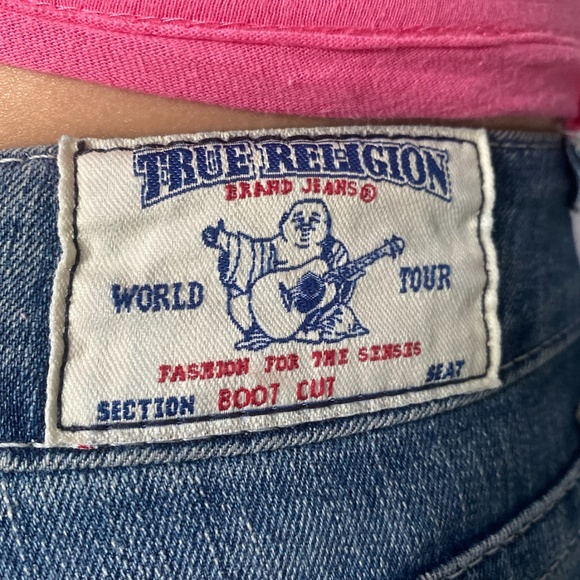 TRUE RELIGION
BRAND JEANS®
WORLD TOUR
FASHION FOR THE SENSES
SECTION BOOT CUT SEAT